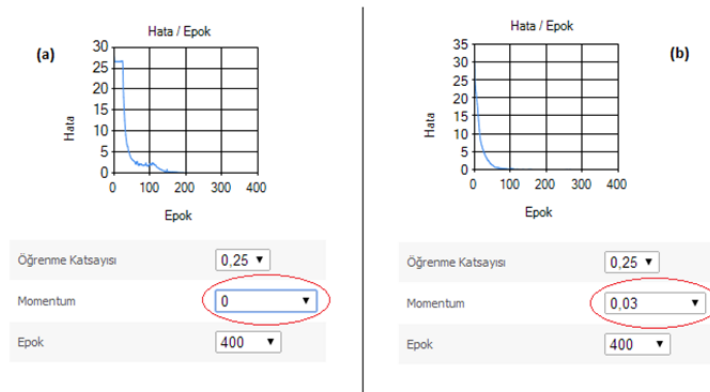 (a)
Hata / Epok
30
25
20
15
10
5
0
Hata
0 100 200 300 400
Epok
Öğrenme Katsayısı 0,25 ▼
Momentum 0 ▼
Epok 400 ▼
(b)
Hata / Epok
35
30
25
20
15
10
5
0
Hata
0 100 200 300 400
Epok
Öğrenme Katsayısı 0,25 ▼
Momentum 0,03 ▼
Epok 400 ▼